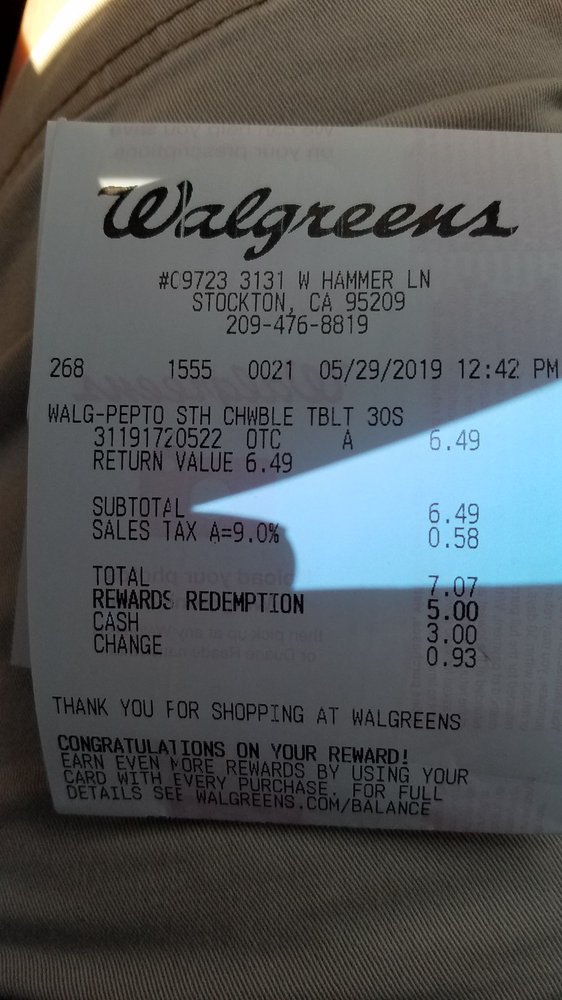 Walgreens
#C9723 3131 W HAMMER LN
STOCKTON, CA 95209
209-476-8819
268 1555 0021 05/29/2019 12:42 PM
WALG-PEPTO STH CHWBLE TBLT 30S
31191720522 OTC A 6.49
RETURN VALUE 6.49
SUBTOTAL 6.49
SALES TAX A=9.0% 0.58
TOTAL 7.07
REWARDS REDEMPTION 5.00
CASH 3.00
CHANGE 0.93
THANK YOU FOR SHOPPING AT WALGREENS
CONGRATULATIONS ON YOUR REWARD!
EARN EVEN MORE REWARDS BY USING YOUR
CARD WITH EVERY PURCHASE. FOR FULL
DETAILS SEE WALGREENS.COM/BALANCE